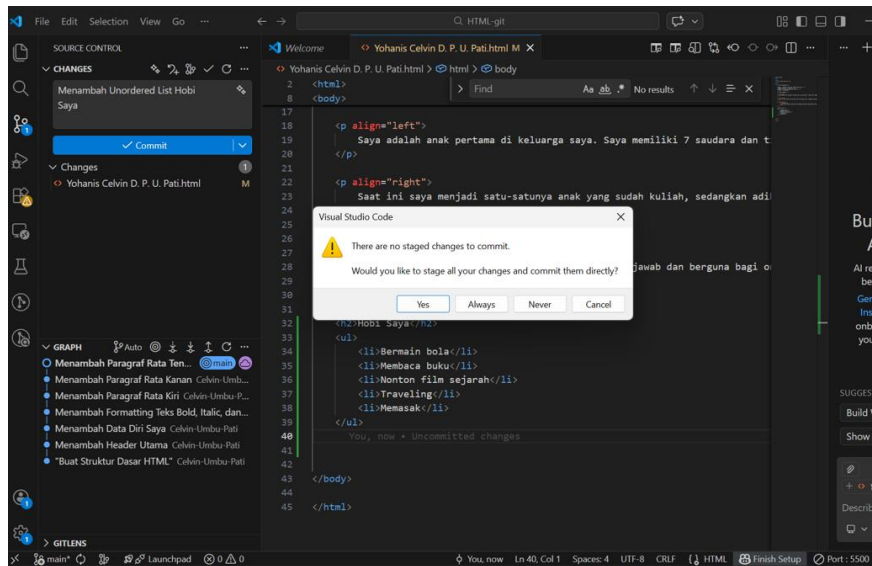 File Edit Selection View Go ···
HTML-git
SOURCE CONTROL
CHANGES
Menambah Unordered List Hobi
Saya
Commit
Changes
1
Yohanis Celvin D. P. U. Pati.html M
GRAPH
Auto
Menambah Paragraf Rata Ten... main
Menambah Paragraf Rata Kanan Celvin-Umb...
Menambah Paragraf Rata Kiri Celvin-Umbu-P...
Menambah Formatting Teks Bold, Italic, dan...
Menambah Data Diri Saya Celvin-Umbu-Pati
Menambah Header Utama Celvin-Umbu-Pati
"Buat Struktur Dasar HTML" Celvin-Umbu-Pati
GITLENS
Welcome
Yohanis Celvin D. P. U. Pati.html M
Yohanis Celvin D. P. U. Pati.html > html > body
Find
Aa ab .* No results
2 <html>
8 <body>
17
18 <p align="left">
19 Saya adalah anak pertama di keluarga saya. Saya memiliki 7 saudara dan t
20 </p>
21
22 <p align="right">
23 Saat ini saya menjadi satu-satunya anak yang sudah kuliah, sedangkan adi
24
25
26
27
28 jawab dan berguna bagi o
29
30
31
32 <h2>Hobi Saya</h2>
33 <ul>
34 <li>Bermain bola</li>
35 <li>Membaca buku</li>
36 <li>Nonton film sejarah</li>
37 <li>Traveling</li>
38 <li>Memasak</li>
39 </ul>
40 You, now • Uncommitted changes
41
42
43 </body>
44
45 </html>
Visual Studio Code
There are no staged changes to commit.
Would you like to stage all your changes and commit them directly?
Yes
Always
Never
Cancel
Bu
AI re
be
Ger
Ins
onb
you
SUGGES
Build
Show
Describ
main* Launchpad 0 0 You, now Ln 40, Col 1 Spaces: 4 UTF-8 CRLF HTML Finish Setup Port : 5500